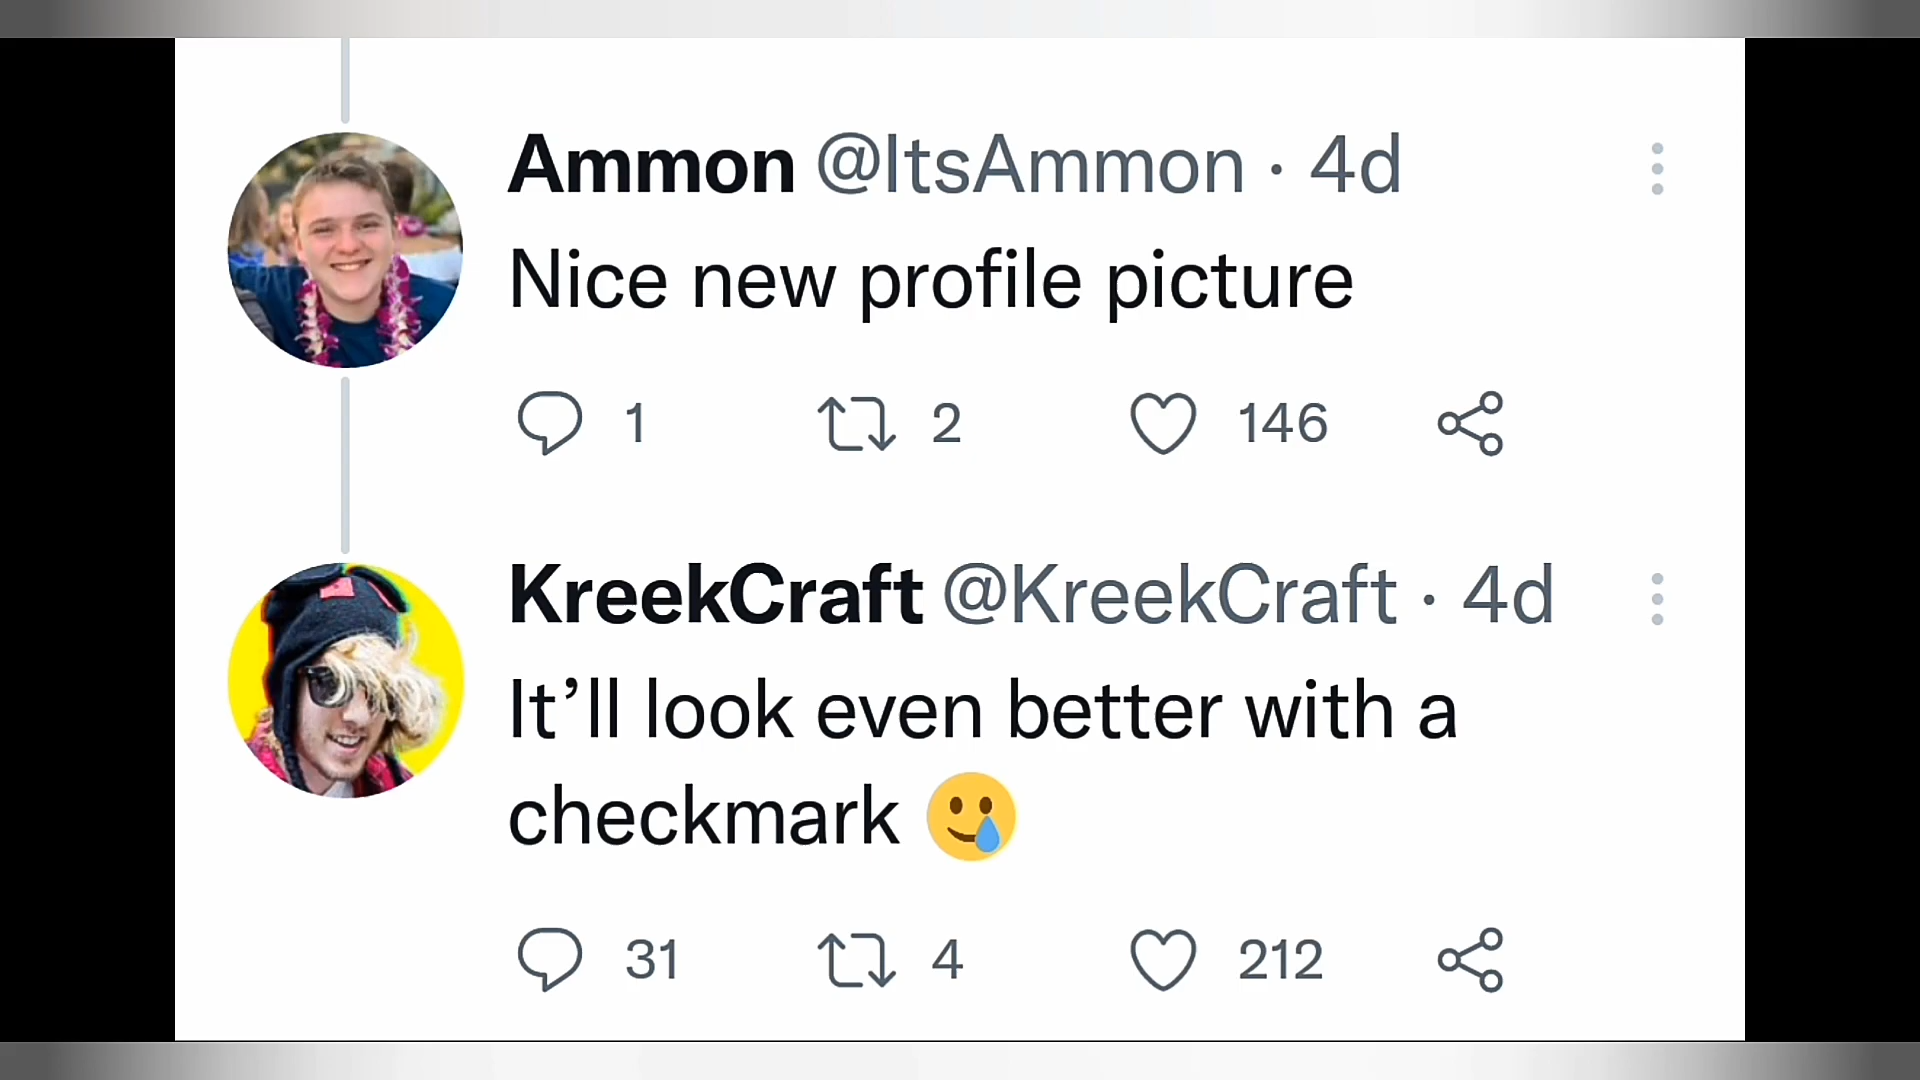 Ammon @ItsAmmon · 4d
Nice new profile picture
1 2 146
KreekCraft @KreekCraft · 4d
It’ll look even better with a
checkmark 🥲
31 4 212